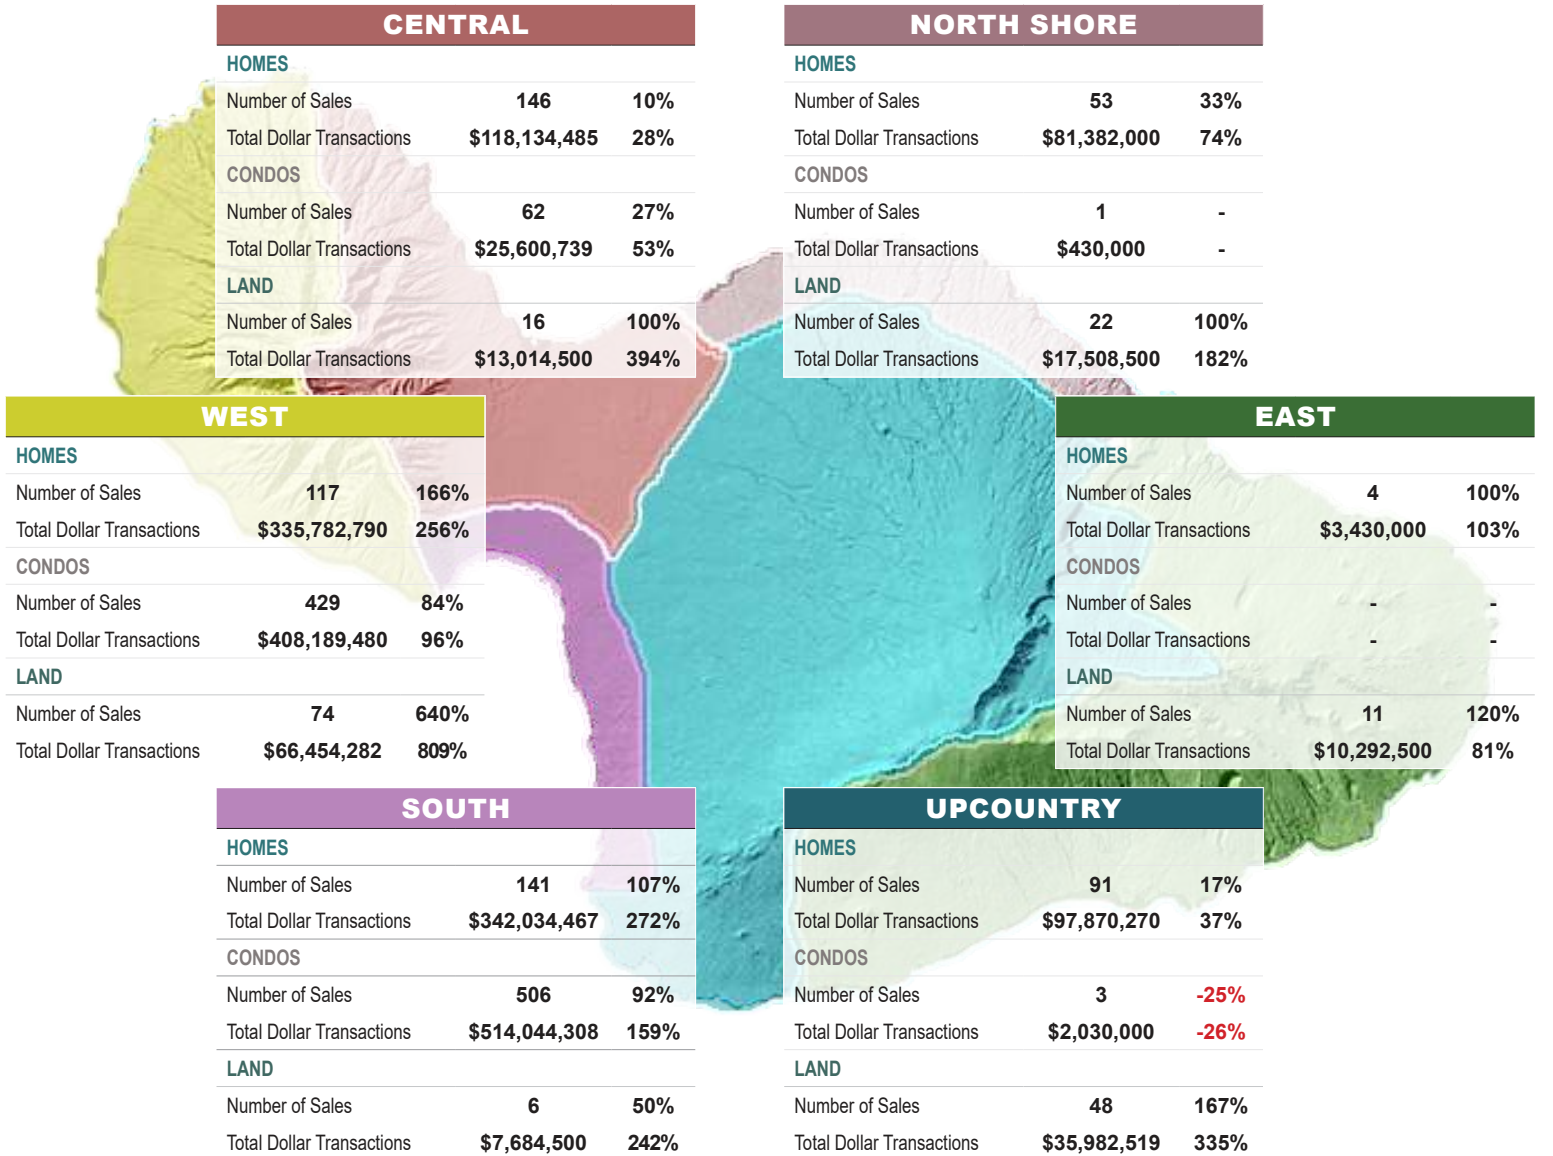 CENTRAL
HOMES
Number of Sales 146 10%
Total Dollar Transactions $118,134,485 28%
CONDOS
Number of Sales 62 27%
Total Dollar Transactions $25,600,739 53%
LAND
Number of Sales 16 100%
Total Dollar Transactions $13,014,500 394%
NORTH SHORE
HOMES
Number of Sales 53 33%
Total Dollar Transactions $81,382,000 74%
CONDOS
Number of Sales 1 -
Total Dollar Transactions $430,000 -
LAND
Number of Sales 22 100%
Total Dollar Transactions $17,508,500 182%
WEST
HOMES
Number of Sales 117 166%
Total Dollar Transactions $335,782,790 256%
CONDOS
Number of Sales 429 84%
Total Dollar Transactions $408,189,480 96%
LAND
Number of Sales 74 640%
Total Dollar Transactions $66,454,282 809%
EAST
HOMES
Number of Sales 4 100%
Total Dollar Transactions $3,430,000 103%
CONDOS
Number of Sales - -
Total Dollar Transactions - -
LAND
Number of Sales 11 120%
Total Dollar Transactions $10,292,500 81%
SOUTH
HOMES
Number of Sales 141 107%
Total Dollar Transactions $342,034,467 272%
CONDOS
Number of Sales 506 92%
Total Dollar Transactions $514,044,308 159%
LAND
Number of Sales 6 50%
Total Dollar Transactions $7,684,500 242%
UPCOUNTRY
HOMES
Number of Sales 91 17%
Total Dollar Transactions $97,870,270 37%
CONDOS
Number of Sales 3 -25%
Total Dollar Transactions $2,030,000 -26%
LAND
Number of Sales 48 167%
Total Dollar Transactions $35,982,519 335%